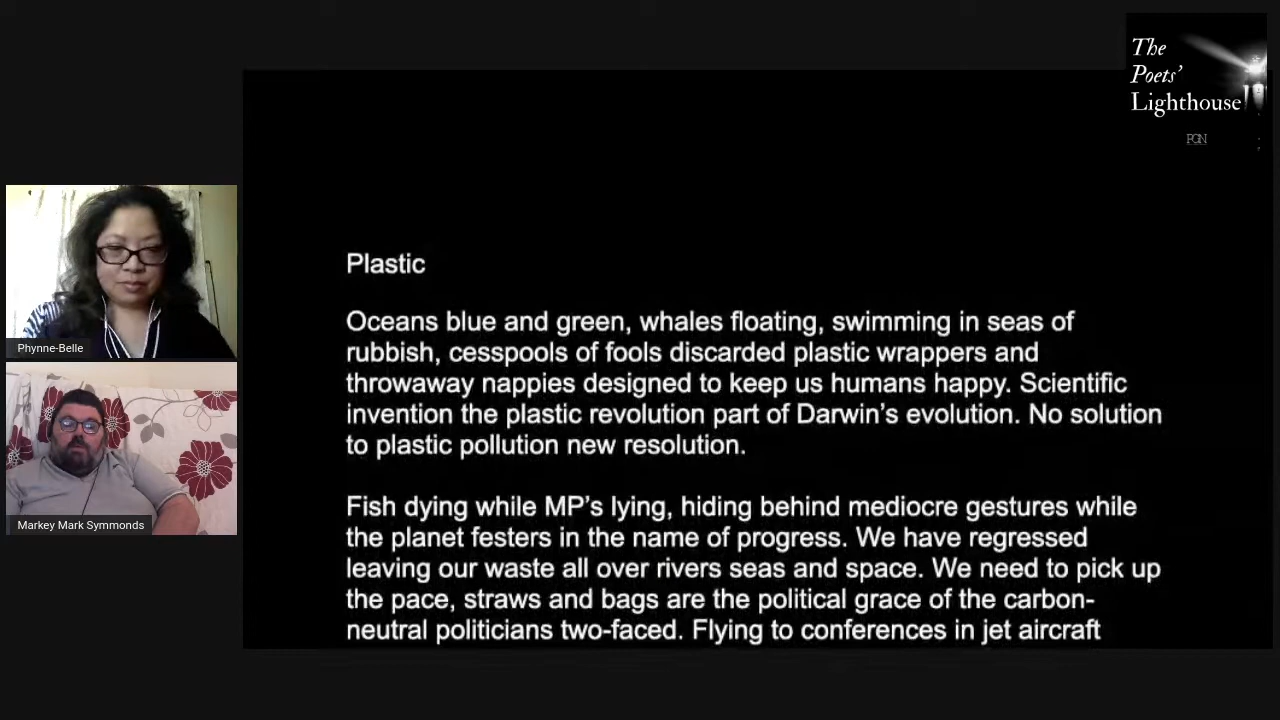 The
Poets'
Lighthouse
PGN
Phynne-Belle
Markey Mark Symmonds
Plastic
Oceans blue and green, whales floating, swimming in seas of
rubbish, cesspools of fools discarded plastic wrappers and
throwaway nappies designed to keep us humans happy. Scientific
invention the plastic revolution part of Darwin’s evolution. No solution
to plastic pollution new resolution.
Fish dying while MP’s lying, hiding behind mediocre gestures while
the planet festers in the name of progress. We have regressed
leaving our waste all over rivers seas and space. We need to pick up
the pace, straws and bags are the political grace of the carbon-
neutral politicians two-faced. Flying to conferences in jet aircraft